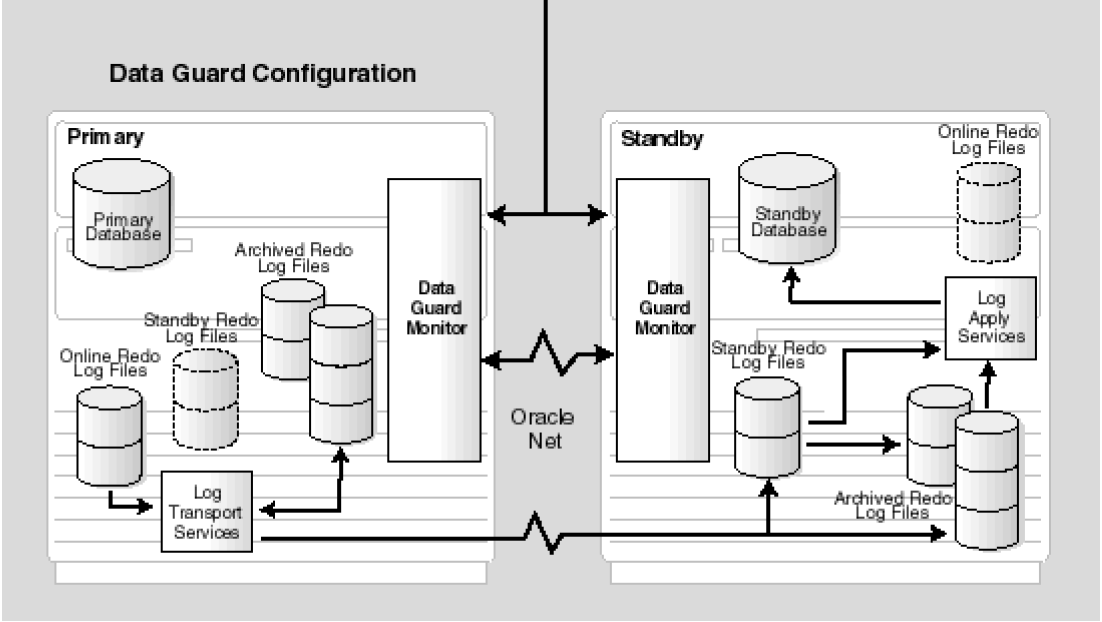 Data Guard Configuration
Primary
Primary
Database
Archived Redo
Log Files
Standby Redo
Log Files
Online Redo
Log Files
Log
Transport
Services
Data
Guard
Monitor
Oracle
Net
Standby
Data
Guard
Monitor
Standby
Database
Online Redo
Log Files
Log
Apply
Services
Standby Redo
Log Files
Archived Redo
Log Files